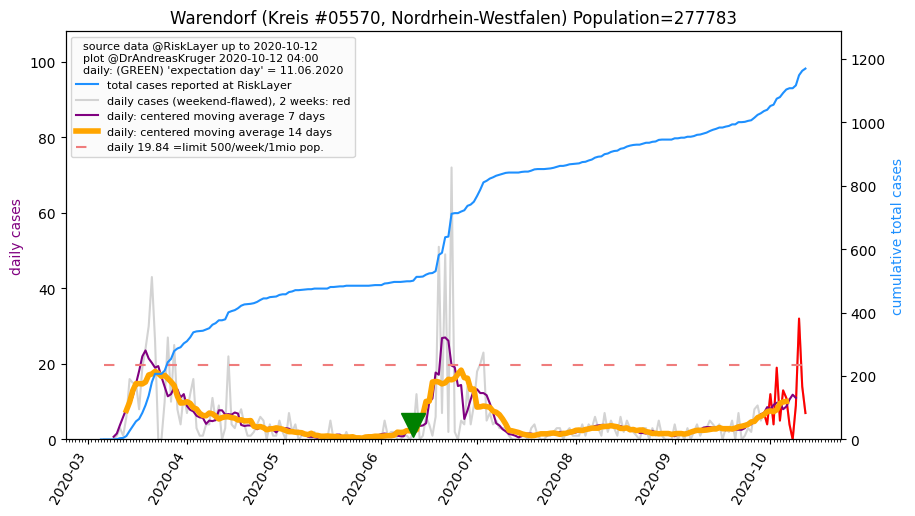 Warendorf (Kreis #05570, Nordrhein-Westfalen) Population=277783
source data @RiskLayer up to 2020-10-12
plot @DrAndreasKruger 2020-10-12 04:00
daily: (GREEN) 'expectation day' = 11.06.2020
total cases reported at RiskLayer
daily cases (weekend-flawed), 2 weeks: red
daily: centered moving average 7 days
daily: centered moving average 14 days
daily 19.84 =limit 500/week/1mio pop.
daily cases
100
80
60
40
20
0
cumulative total cases
1200
1000
800
600
400
200
0
2020-03
2020-04
2020-05
2020-06
2020-07
2020-08
2020-09
2020-10